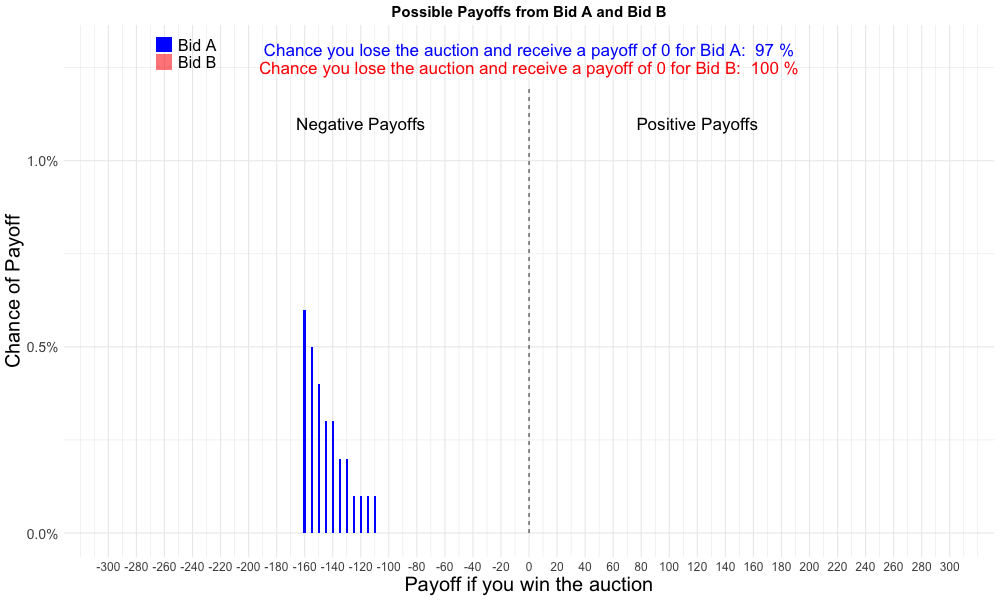 Possible Payoffs from Bid A and Bid B
Bid A
Bid B
Chance you lose the auction and receive a payoff of 0 for Bid A:  97 %
Chance you lose the auction and receive a payoff of 0 for Bid B:  100 %
Negative Payoffs
Positive Payoffs
Chance of Payoff
1.0%
0.5%
0.0%
-300 -280 -260 -240 -220 -200 -180 -160 -140 -120 -100 -80 -60 -40 -20 0 20 40 60 80 100 120 140 160 180 200 220 240 260 280 300
Payoff if you win the auction